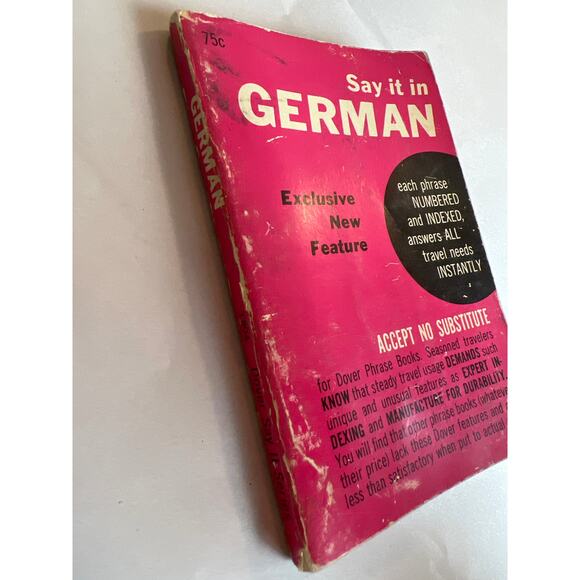 75c
Say it in
GERMAN
GERMAN
Exclusive
New
Feature
each phrase
NUMBERED
and INDEXED,
answers ALL
travel needs
INSTANTLY
ACCEPT NO SUBSTITUTE
for Dover Phrase Books. Seasoned travelers
KNOW that steady travel usage DEMANDS such
unique and unusual features as EXPERT IN-
DEXING and MANUFACTURE FOR DURABILITY.
You will find that other phrase books (whatever
their price) lack these Dover features and
less than satisfactory when put to actual